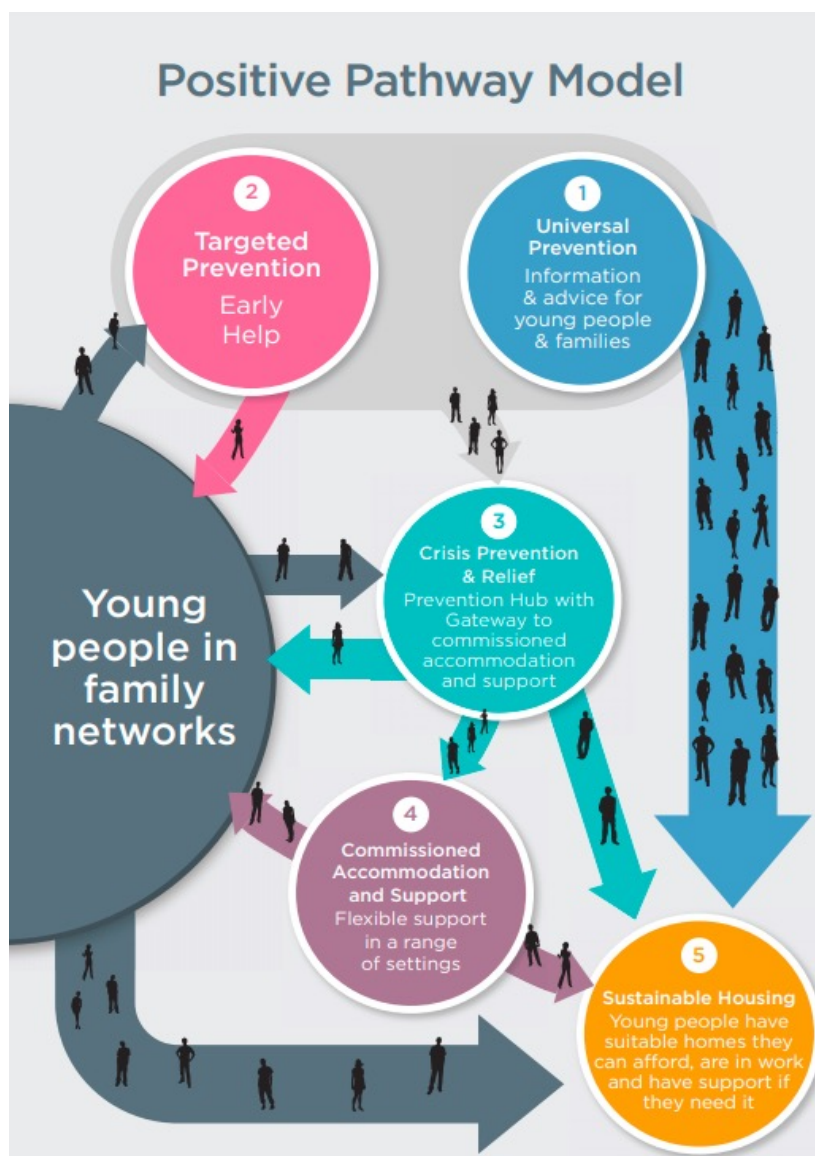 Positive Pathway Model
2
Targeted
Prevention
Early
Help
1
Universal
Prevention
Information
& advice for
young people
& families
3
Crisis Prevention
& Relief
Prevention Hub with
Gateway to
commissioned
accommodation
and support
Young
people in
family
networks
4
Commissioned
Accommodation
and Support
Flexible support
in a range
of settings
5
Sustainable Housing
Young people have
suitable homes they
can afford, are in work
and have support if
they need it